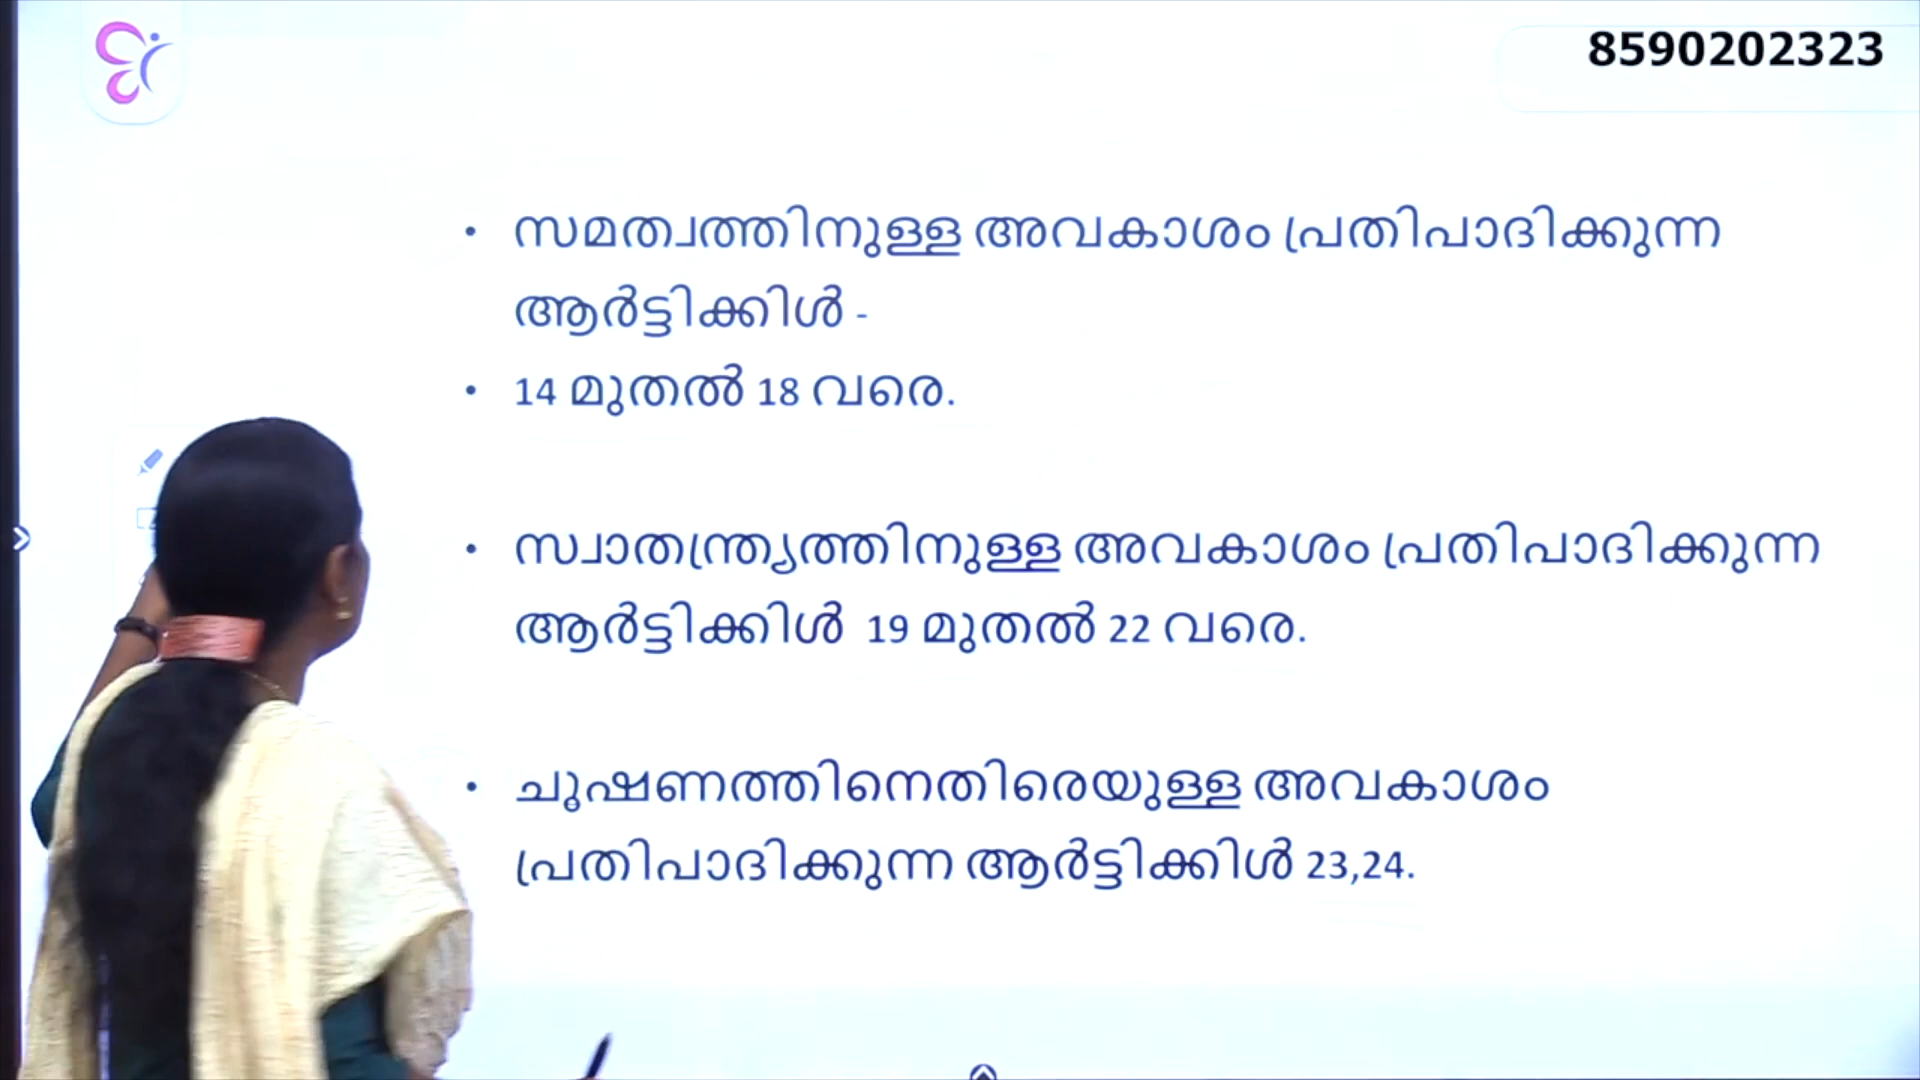 8590202323
• സമത്വത്തിനുള്ള അവകാശം പ്രതിപാദിക്കുന്ന
ആർട്ടിക്കിൾ -
• 14 മുതൽ 18 വരെ.
• സ്വാതന്ത്ര്യത്തിനുള്ള അവകാശം പ്രതിപാദിക്കുന്ന
ആർട്ടിക്കിൾ 19 മുതൽ 22 വരെ.
• ചൂഷണത്തിനെതിരെയുള്ള അവകാശം
പ്രതിപാദിക്കുന്ന ആർട്ടിക്കിൾ 23,24.